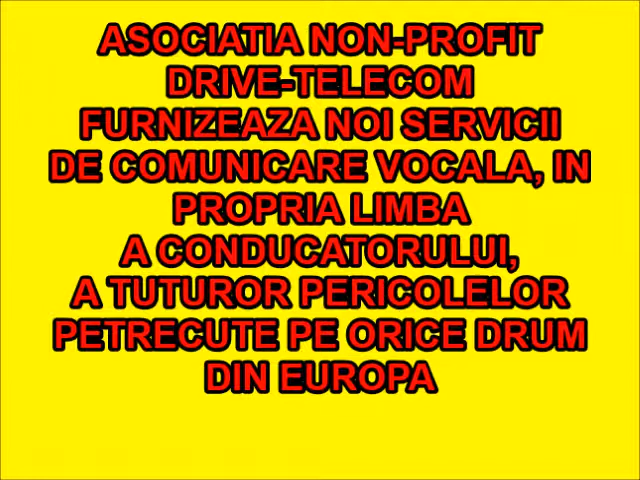 ASOCIATIA NON-PROFIT
DRIVE-TELECOM
FURNIZEAZA NOI SERVICII
DE COMUNICARE VOCALA, IN
PROPRIA LIMBA
A CONDUCATORULUI,
A TUTUROR PERICOLELOR
PETRECUTE PE ORICE DRUM
DIN EUROPA